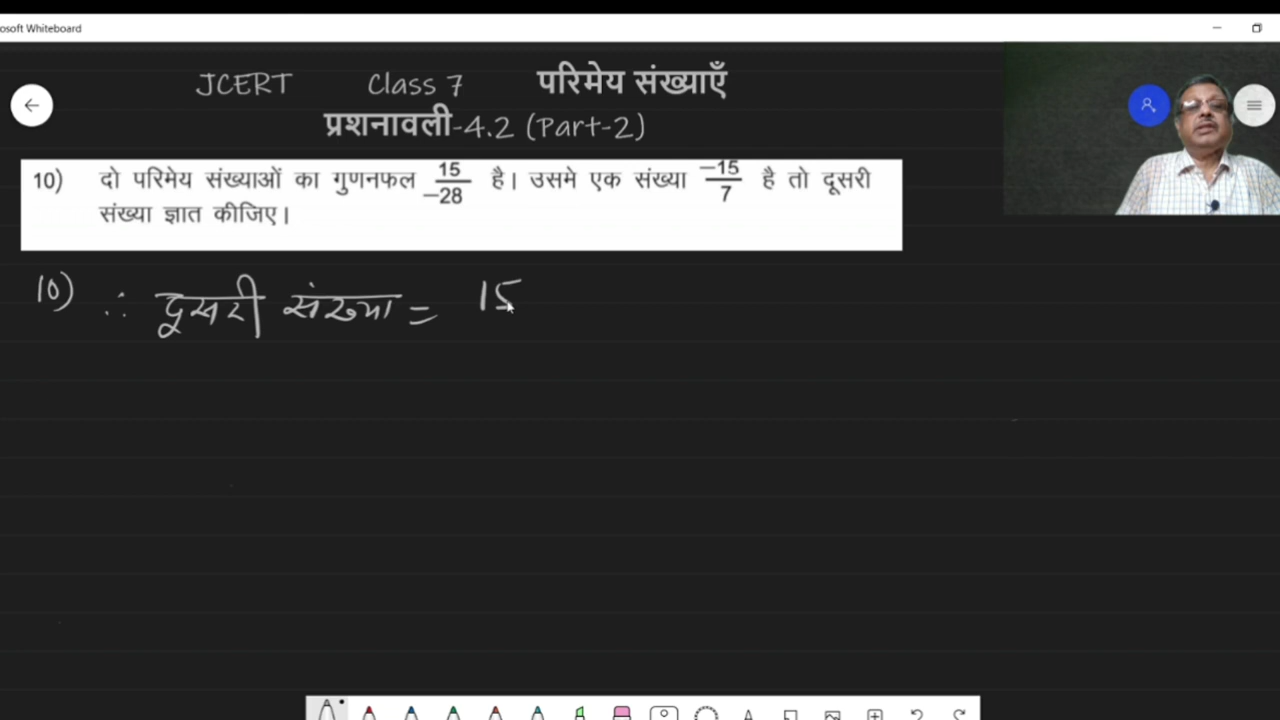 osoft Whiteboard
JCERT Class 7 परिमेय संख्याएँ
प्रशनावली-4.2 (Part-2)
10) दो परिमेय संख्याओं का गुणनफल 15/−28 है। उसमे एक संख्या −15/7 है तो दूसरी
संख्या ज्ञात कीजिए।
10) ∴ दूसरी संख्या = 15